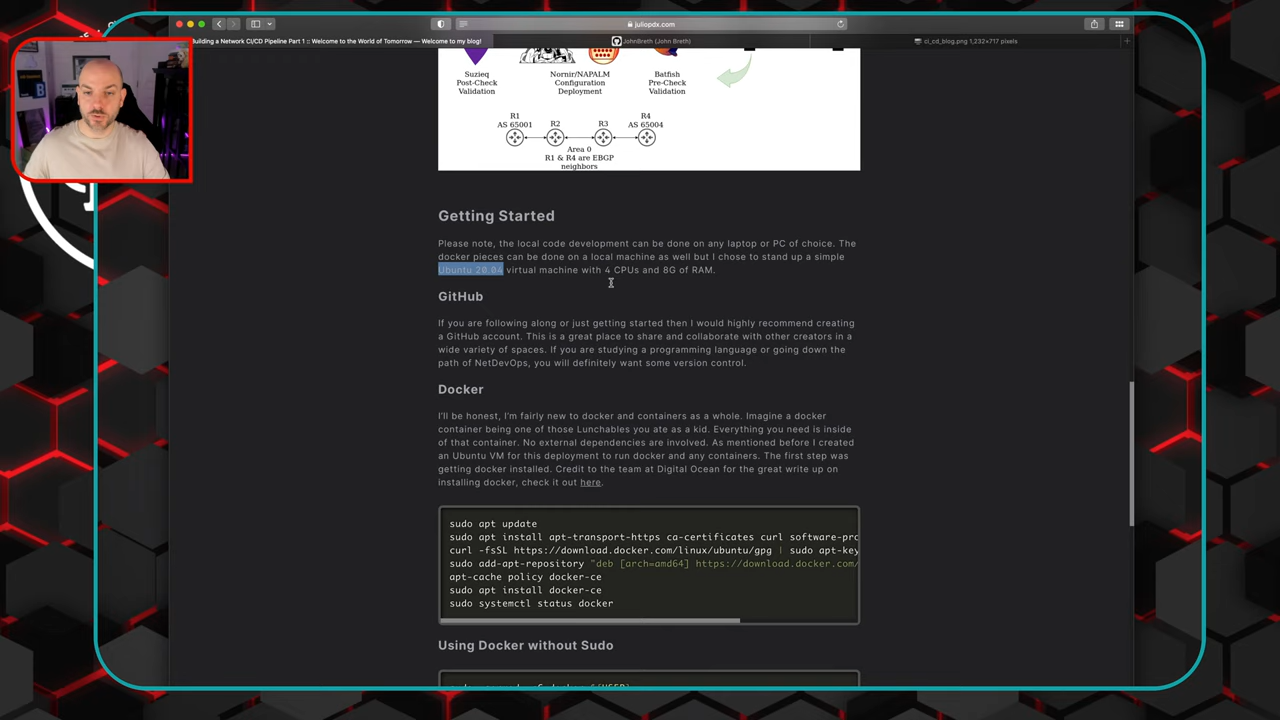 juliopdx.com
Building a Network CI/CD Pipeline Part 1 :: Welcome to the World of Tomorrow — Welcome to my blog!
JohnBreth (John Breth)
ci_cd_blog.png 1,232×717 pixels
Suzieq
Post-Check
Validation
Nornir/NAPALM
Configuration
Deployment
Batfish
Pre-Check
Validation
R1
AS 65001
R2
R3
R4
AS 65004
Area 0
R1 & R4 are EBGP
neighbors
Getting Started
Please note, the local code development can be done on any laptop or PC of choice. The
docker pieces can be done on a local machine as well but I chose to stand up a simple
Ubuntu 20.04 virtual machine with 4 CPUs and 8G of RAM.
GitHub
If you are following along or just getting started then I would highly recommend creating
a GitHub account. This is a great place to share and collaborate with other creators in a
wide variety of spaces. If you are studying a programming language or going down the
path of NetDevOps, you will definitely want some version control.
Docker
I'll be honest, I'm fairly new to docker and containers as a whole. Imagine a docker
container being one of those Lunchables you ate as a kid. Everything you need is inside
of that container. No external dependencies are involved. As mentioned before I created
an Ubuntu VM for this deployment to run docker and any containers. The first step was
getting docker installed. Credit to the team at Digital Ocean for the great write up on
installing docker, check it out here.
sudo apt update
sudo apt install apt-transport-https ca-certificates curl software-pro
curl -fsSL https://download.docker.com/linux/ubuntu/gpg | sudo apt-key
sudo add-apt-repository "deb [arch=amd64] https://download.docker.com/
apt-cache policy docker-ce
sudo apt install docker-ce
sudo systemctl status docker
Using Docker without Sudo